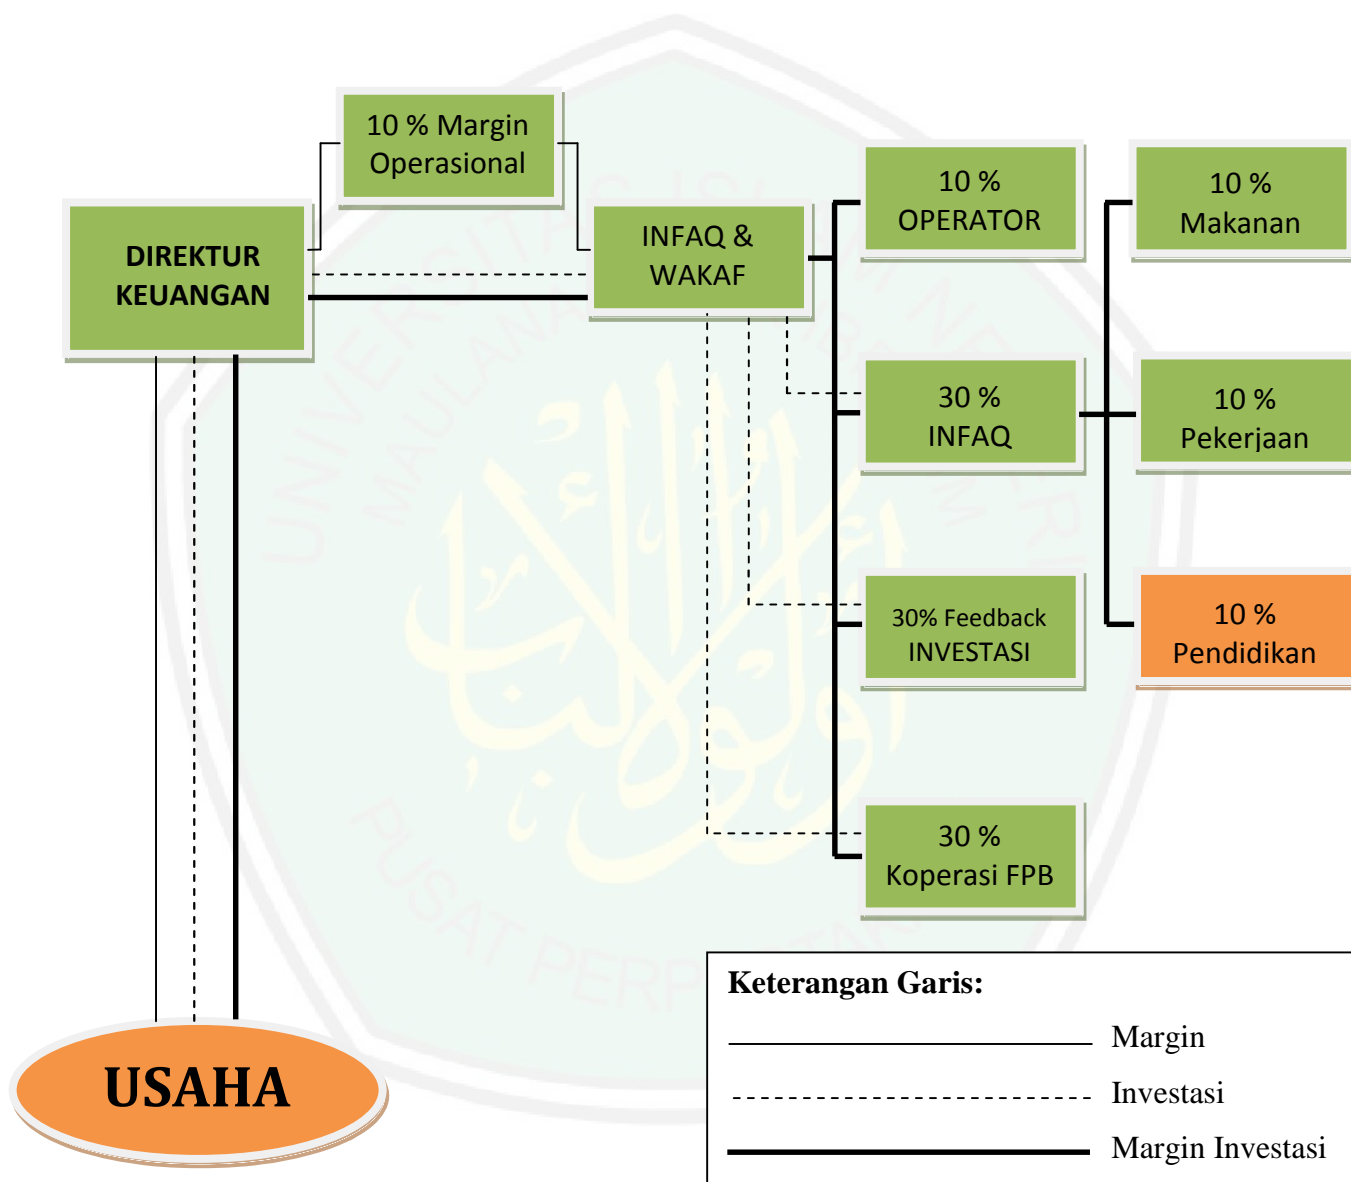 10 % Margin
Operasional
DIREKTUR
KEUANGAN
INFAQ &
WAKAF
10 %
OPERATOR
10 %
Makanan
30 %
INFAQ
10 %
Pekerjaan
30% Feedback
INVESTASI
10 %
Pendidikan
30 %
Koperasi FPB
USAHA
Keterangan Garis:
Margin
Investasi
Margin Investasi